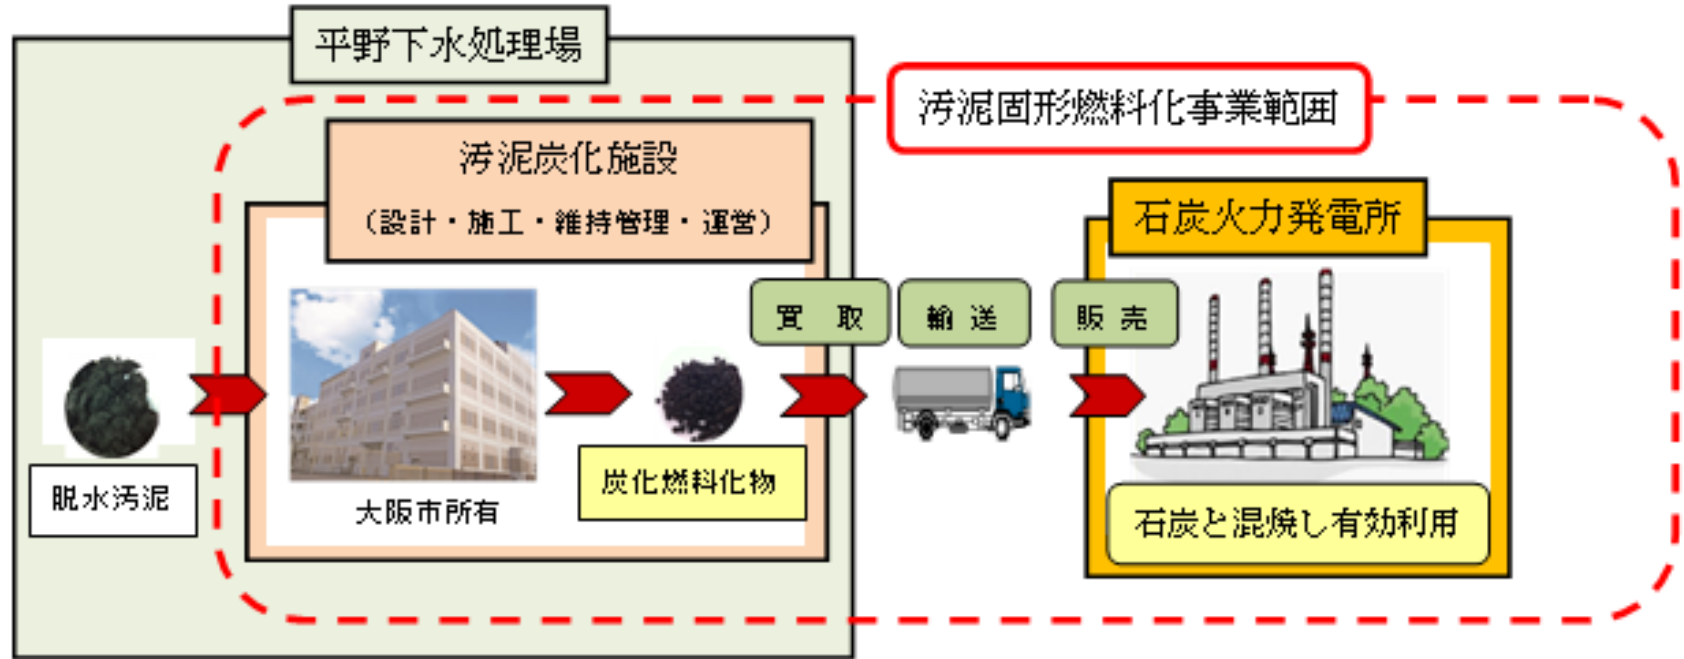 平野下水処理場
汚泥固形燃料化事業範囲
汚泥炭化施設
（設計・施工・維持管理・運営）
石炭火力発電所
買 取
輸 送
販 売
脱水汚泥
大阪市所有
炭化燃料化物
石炭と混焼し有効利用